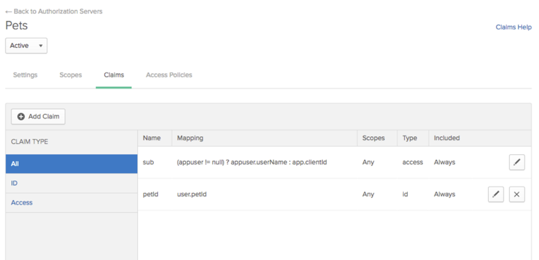 ← Back to Authorization Servers
Pets
Claims Help
Active
Settings Scopes Claims Access Policies
Add Claim
CLAIM TYPE Name Mapping Scopes Type Included
All
sub (appuser != null) ? appuser.userName : app.clientId Any access Always
ID
petId user.petId Any id Always
Access